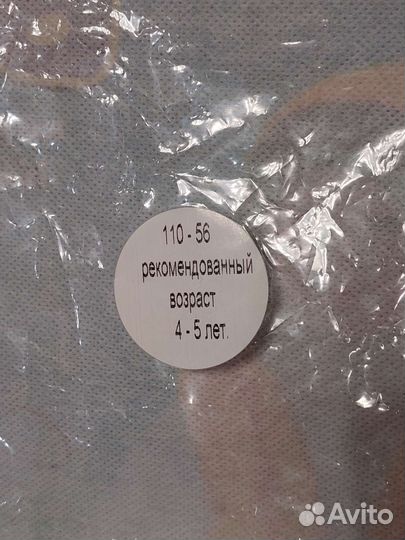 110 - 56
рекомендованный
возраст
4 - 5 лет.
Avito